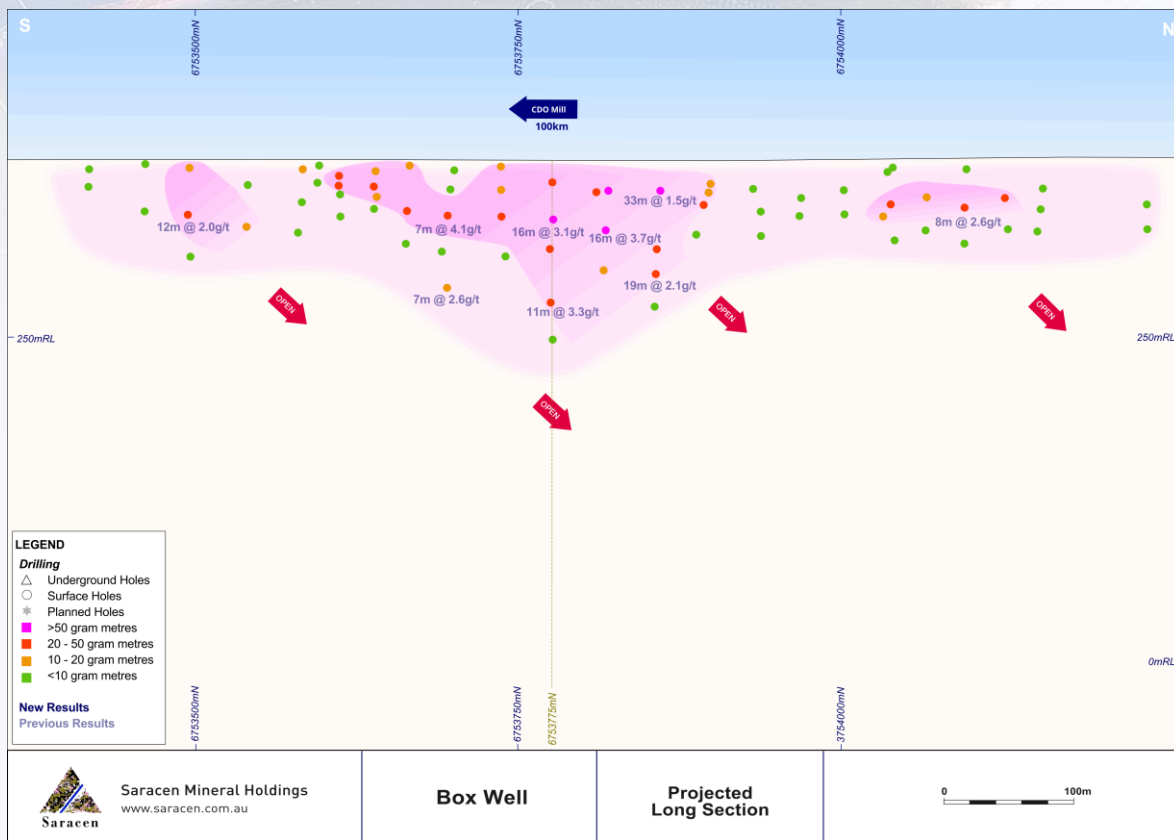 S
N
6753500mN
6753750mN
6754000mN
CDO Mill
100km
12m @ 2.0g/t
7m @ 4.1g/t
16m @ 3.1g/t
16m @ 3.7g/t
33m @ 1.5g/t
8m @ 2.6g/t
7m @ 2.6g/t
11m @ 3.3g/t
19m @ 2.1g/t
OPEN
OPEN
OPEN
OPEN
250mRL
250mRL
0mRL
LEGEND
Drilling
Underground Holes
Surface Holes
Planned Holes
>50 gram metres
20 - 50 gram metres
10 - 20 gram metres
<10 gram metres
New Results
Previous Results
6753500mN
6753750mN
6753775mN
3754000mN
Saracen
Saracen Mineral Holdings
www.saracen.com.au
Box Well
Projected
Long Section
0
100m